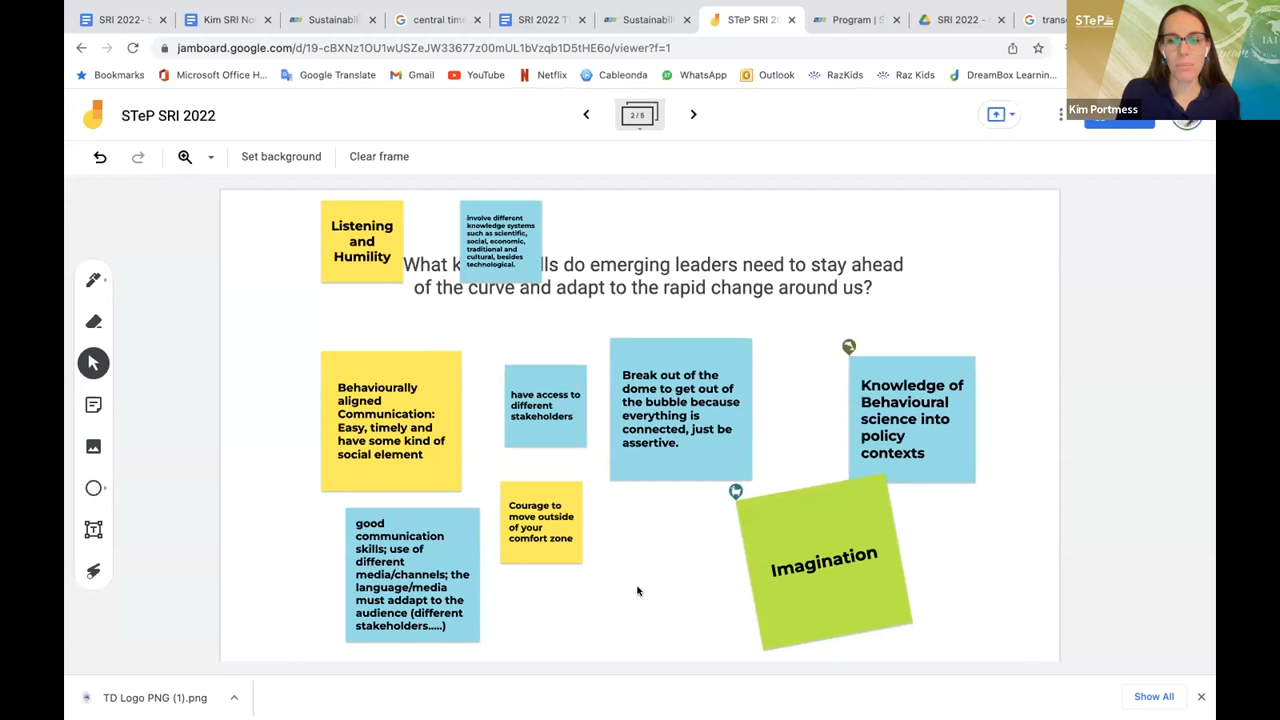 SRI 2022-
Kim SRI No
Sustainabili
central time
SRI 2022 T
Sustainabili
STeP SRI 20
Program | S
SRI 2022 -
trans
jamboard.google.com/d/19-cBXNz1OU1wUSZeJW33677z00mUL1bVzqb1D5tHE6o/viewer?f=1
Bookmarks
Microsoft Office H...
Google Translate
Gmail
YouTube
Netflix
Cableonda
WhatsApp
Outlook
RazKids
Raz Kids
DreamBox Learnin...
STeP
IAI
Kim Portmess
STeP SRI 2022
2/5
Set background
Clear frame
Listening
and
Humility
involve different
knowledge systems
such as scientific,
social, economic,
traditional and
cultural, besides
technological.
What k lls do emerging leaders need to stay ahead
of the curve and adapt to the rapid change around us?
Behaviourally
aligned
Communication:
Easy, timely and
have some kind of
social element
have access to
different
stakeholders
Break out of the
dome to get out of
the bubble because
everything is
connected, just be
assertive.
Knowledge of
Behavioural
science into
policy
contexts
good
communication
skills; use of
different
media/channels; the
language/media
must addapt to the
audience (different
stakeholders.....)
Courage to
move outside
of your
comfort zone
Imagination
TD Logo PNG (1).png
Show All